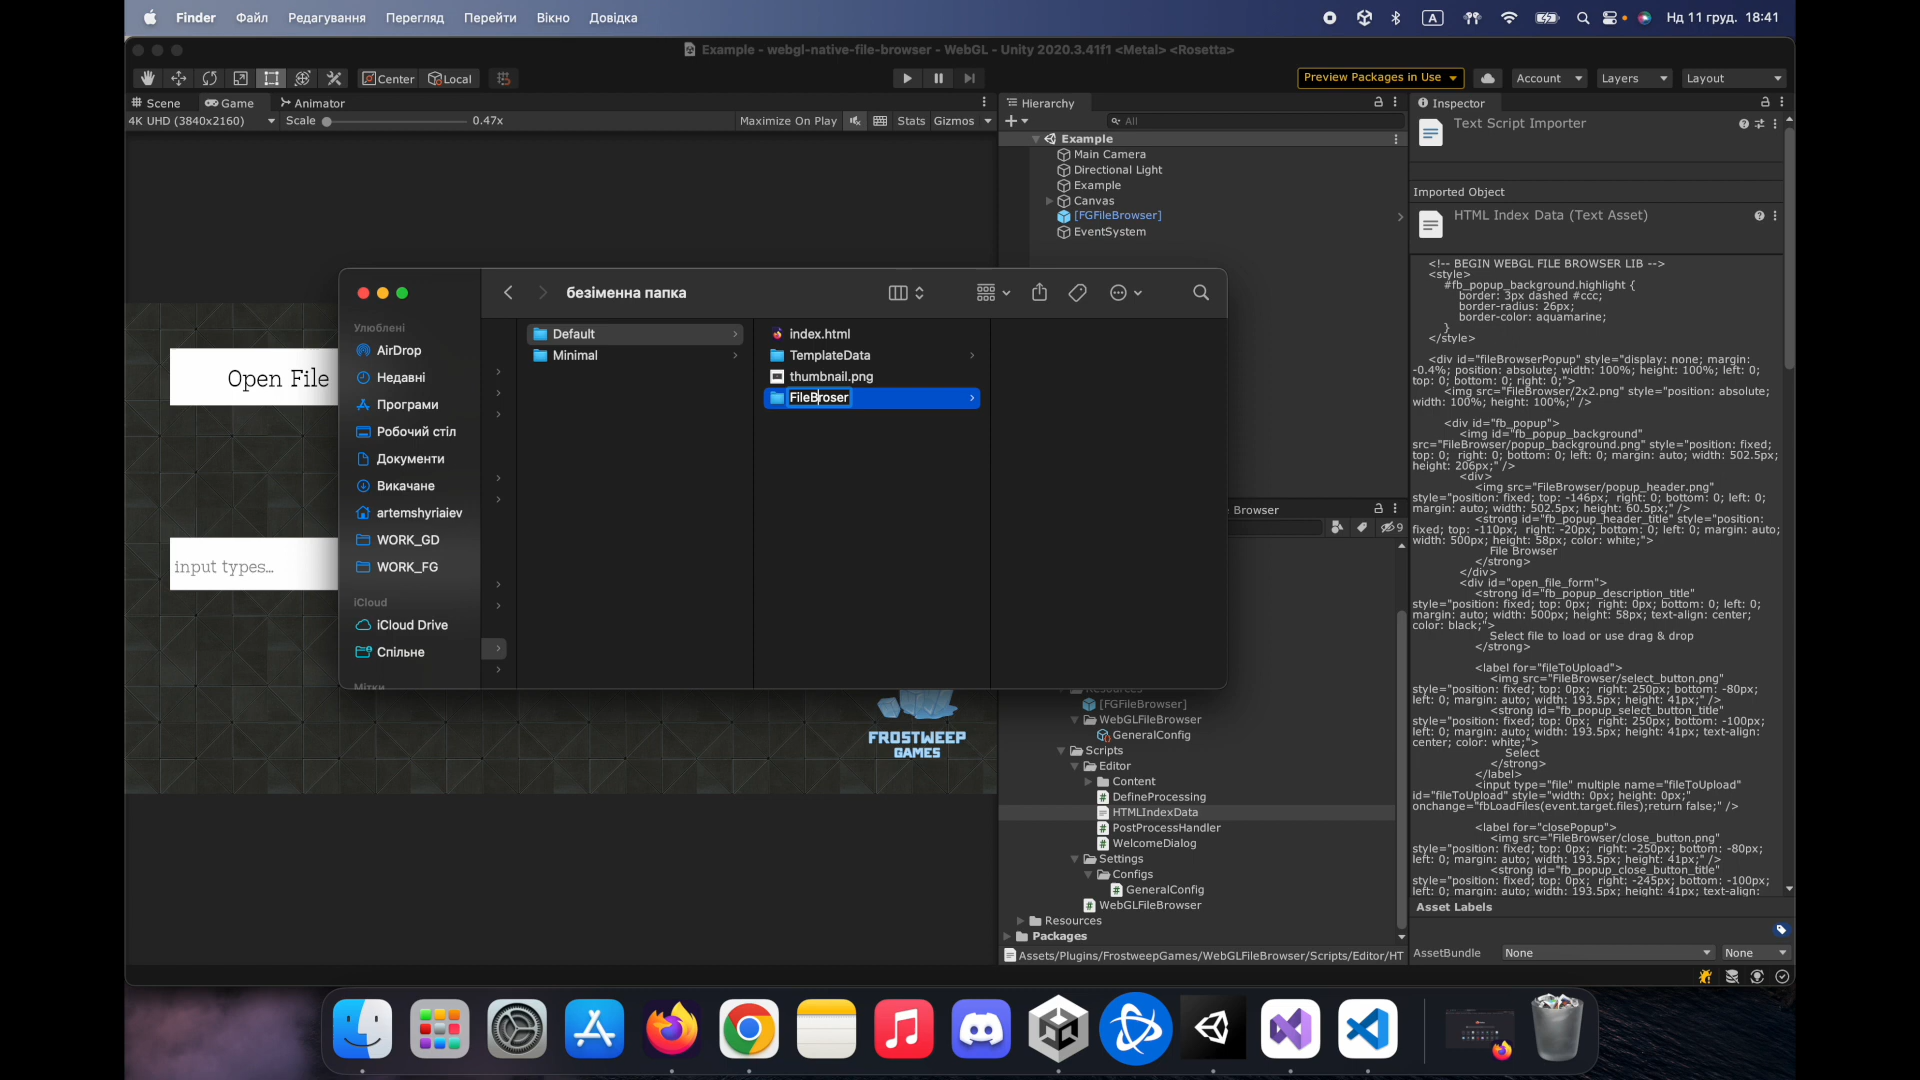 Finder Файл Редагування Перегляд Перейти Вікно Довідка A Нд 11 груд. 18:41
Example - webgl-native-file-browser - WebGL - Unity 2020.3.41f1 <Metal> <Rosetta>
Center Local Preview Packages in Use Account Layers Layout
Scene Game Animator
4K UHD (3840x2160) Scale 0.47x Maximize On Play Stats Gizmos
Open File
input types...
FROSTWEEP
GAMES
безіменна папка
Улюблені
AirDrop
Недавні
Програми
Робочий стіл
Документи
Викачане
artemshyriaiev
WORK_GD
WORK_FG
iCloud
iCloud Drive
Спільне
Мітки
Default
Minimal
index.html
TemplateData
thumbnail.png
FileBroser
Hierarchy
All
Example
Main Camera
Directional Light
Example
Canvas
[FGFileBrowser]
EventSystem
Browser
9
Resources
[FGFileBrowser]
WebGLFileBrowser
GeneralConfig
Scripts
Editor
Content
DefineProcessing
HTMLIndexData
PostProcessHandler
WelcomeDialog
Settings
Configs
GeneralConfig
WebGLFileBrowser
Resources
Packages
Assets/Plugins/FrostweepGames/WebGLFileBrowser/Scripts/Editor/HT
Inspector
Text Script Importer
Imported Object
HTML Index Data (Text Asset)
<!-- BEGIN WEBGL FILE BROWSER LIB -->
<style>
#fb_popup_background.highlight {
border: 3px dashed #ccc;
border-radius: 26px;
border-color: aquamarine;
}
</style>
<div id="fileBrowserPopup" style="display: none; margin:
-0.4%; position: absolute; width: 100%; height: 100%; left: 0;
top: 0; bottom: 0; right: 0;">
<img src="FileBrowser/2x2.png" style="position: absolute;
width: 100%; height: 100%;" />
<div id="fb_popup">
<img id="fb_popup_background"
src="FileBrowser/popup_background.png" style="position: fixed;
top: 0; right: 0; bottom: 0; left: 0; margin: auto; width: 502.5px;
height: 206px;" />
<div>
<img src="FileBrowser/popup_header.png"
style="position: fixed; top: -146px; right: 0; bottom: 0; left: 0;
margin: auto; width: 502.5px; height: 60.5px;" />
<strong id="fb_popup_header_title" style="position:
fixed; top: -110px; right: -20px; bottom: 0; left: 0; margin: auto;
width: 500px; height: 58px; color: white;">
File Browser
</strong>
</div>
<div id="open_file_form">
<strong id="fb_popup_description_title"
style="position: fixed; top: 0px; right: 0px; bottom: 0; left: 0;
margin: auto; width: 500px; height: 58px; text-align: center;
color: black;">
Select file to load or use drag & drop
</strong>
<label for="fileToUpload">
<img src="FileBrowser/select_button.png"
style="position: fixed; top: 0px; right: 250px; bottom: -80px;
left: 0; margin: auto; width: 193.5px; height: 41px;" />
<strong id="fb_popup_select_button_title"
style="position: fixed; top: 0px; right: 250px; bottom: -100px;
left: 0; margin: auto; width: 193.5px; height: 41px; text-align:
center; color: white;">
Select
</strong>
</label>
<input type="file" multiple name="fileToUpload"
id="fileToUpload" style="width: 0px; height: 0px;"
onchange="fbLoadFiles(event.target.files);return false;" />
<label for="closePopup">
<img src="FileBrowser/close_button.png"
style="position: fixed; top: 0px; right: -250px; bottom: -80px;
left: 0; margin: auto; width: 193.5px; height: 41px;" />
<strong id="fb_popup_close_button_title"
style="position: fixed; top: 0px; right: -245px; bottom: -100px;
left: 0; margin: auto; width: 193.5px; height: 41px; text-align:
Asset Labels
AssetBundle None None